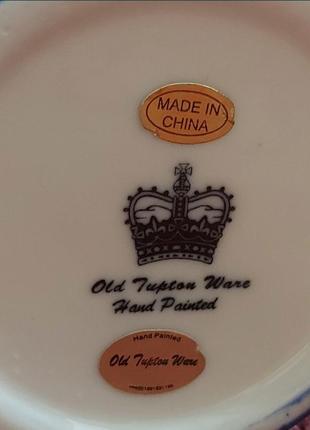 MADE IN
CHINA
Old Tupton Ware
Hand Painted
Hand Painted
Old Tupton Ware